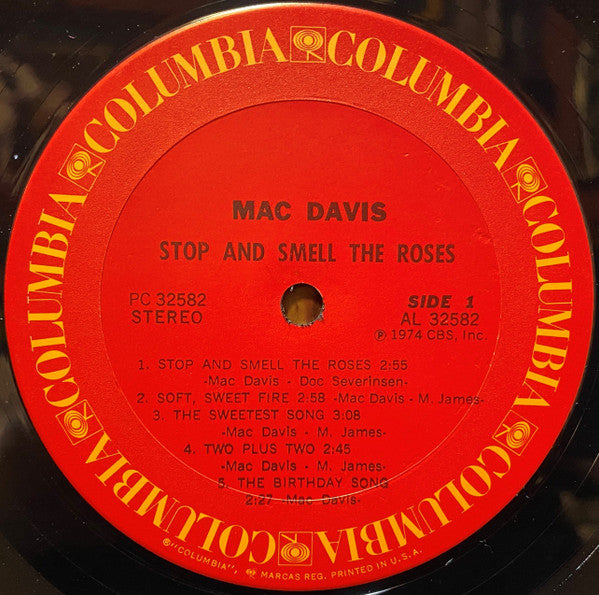 COLUMBIA COLUMBIA COLUMBIA COLUMBIA COLUMBIA COLUMBIA
MAC DAVIS
STOP AND SMELL THE ROSES
PC 32582
STEREO
SIDE 1
AL 32582
Ⓟ 1974 CBS, Inc.
1. STOP AND SMELL THE ROSES 2:55
-Mac Davis - Doc Severinsen-
2. SOFT, SWEET FIRE 2:58 -Mac Davis - M. James-
3. THE SWEETEST SONG 3:08
-Mac Davis - M. James-
4. TWO PLUS TWO 2:45
-Mac Davis - M. James-
5. THE BIRTHDAY SONG
2:27 -Mac Davis-
®"COLUMBIA", MARCAS REG. PRINTED IN U.S.A.